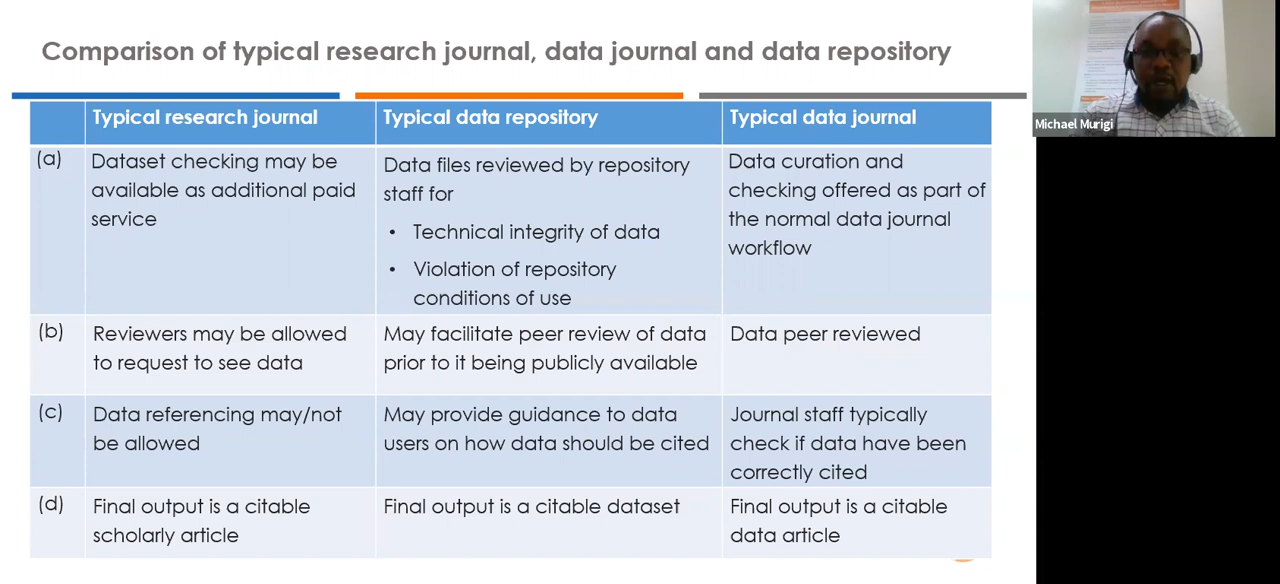 Comparison of typical research journal, data journal and data repository
Typical research journal
Typical data repository
Typical data journal
(a)
Dataset checking may be
available as additional paid
service
Data files reviewed by repository
staff for
• Technical integrity of data
• Violation of repository
conditions of use
Data curation and
checking offered as part of
the normal data journal
workflow
(b)
Reviewers may be allowed
to request to see data
May facilitate peer review of data
prior to it being publicly available
Data peer reviewed
(c)
Data referencing may/not
be allowed
May provide guidance to data
users on how data should be cited
Journal staff typically
check if data have been
correctly cited
(d)
Final output is a citable
scholarly article
Final output is a citable dataset
Final output is a citable
data article
Michael Murigi